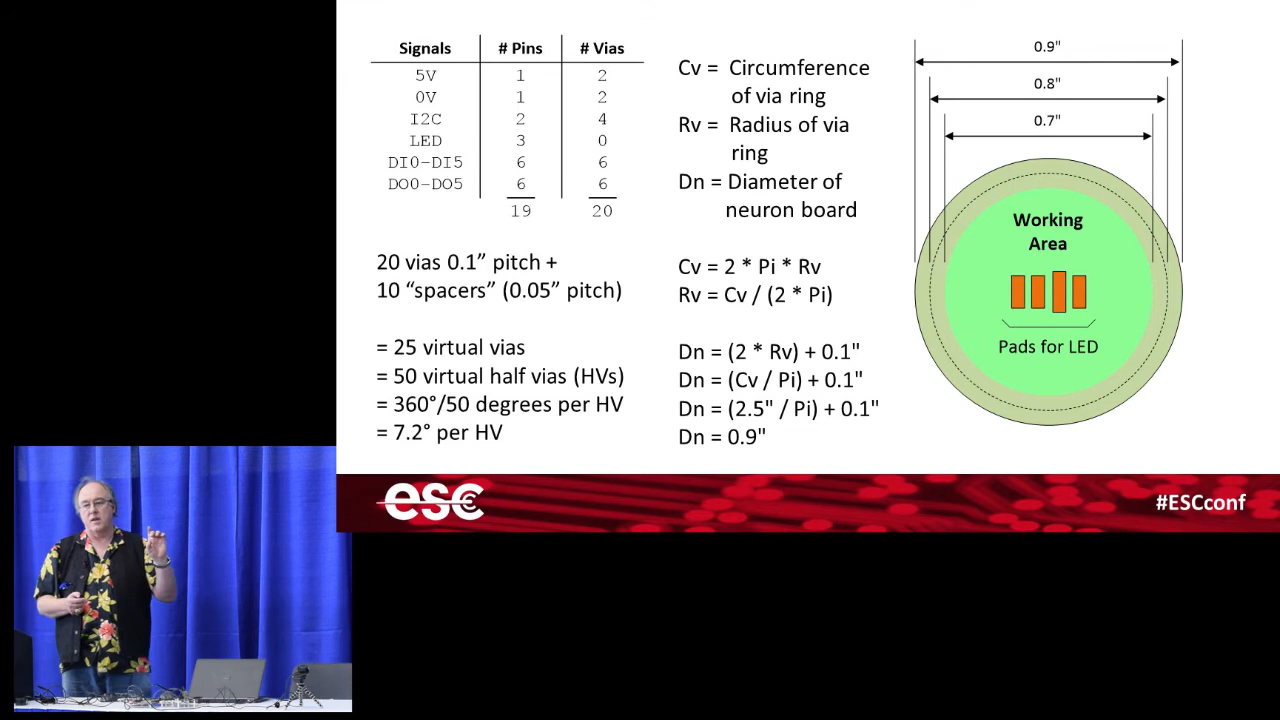 Signals # Pins # Vias
5V 1 2
0V 1 2
I2C 2 4
LED 3 0
DI0-DI5 6 6
DO0-DO5 6 6
19 20
20 vias 0.1” pitch +
10 “spacers” (0.05” pitch)
= 25 virtual vias
= 50 virtual half vias (HVs)
= 360°/50 degrees per HV
= 7.2° per HV
Cv = Circumference
of via ring
Rv = Radius of via
ring
Dn = Diameter of
neuron board
Cv = 2 * Pi * Rv
Rv = Cv / (2 * Pi)
Dn = (2 * Rv) + 0.1"
Dn = (Cv / Pi) + 0.1"
Dn = (2.5" / Pi) + 0.1"
Dn = 0.9"
0.9"
0.8"
0.7"
Working
Area
Pads for LED
esc
#ESCconf